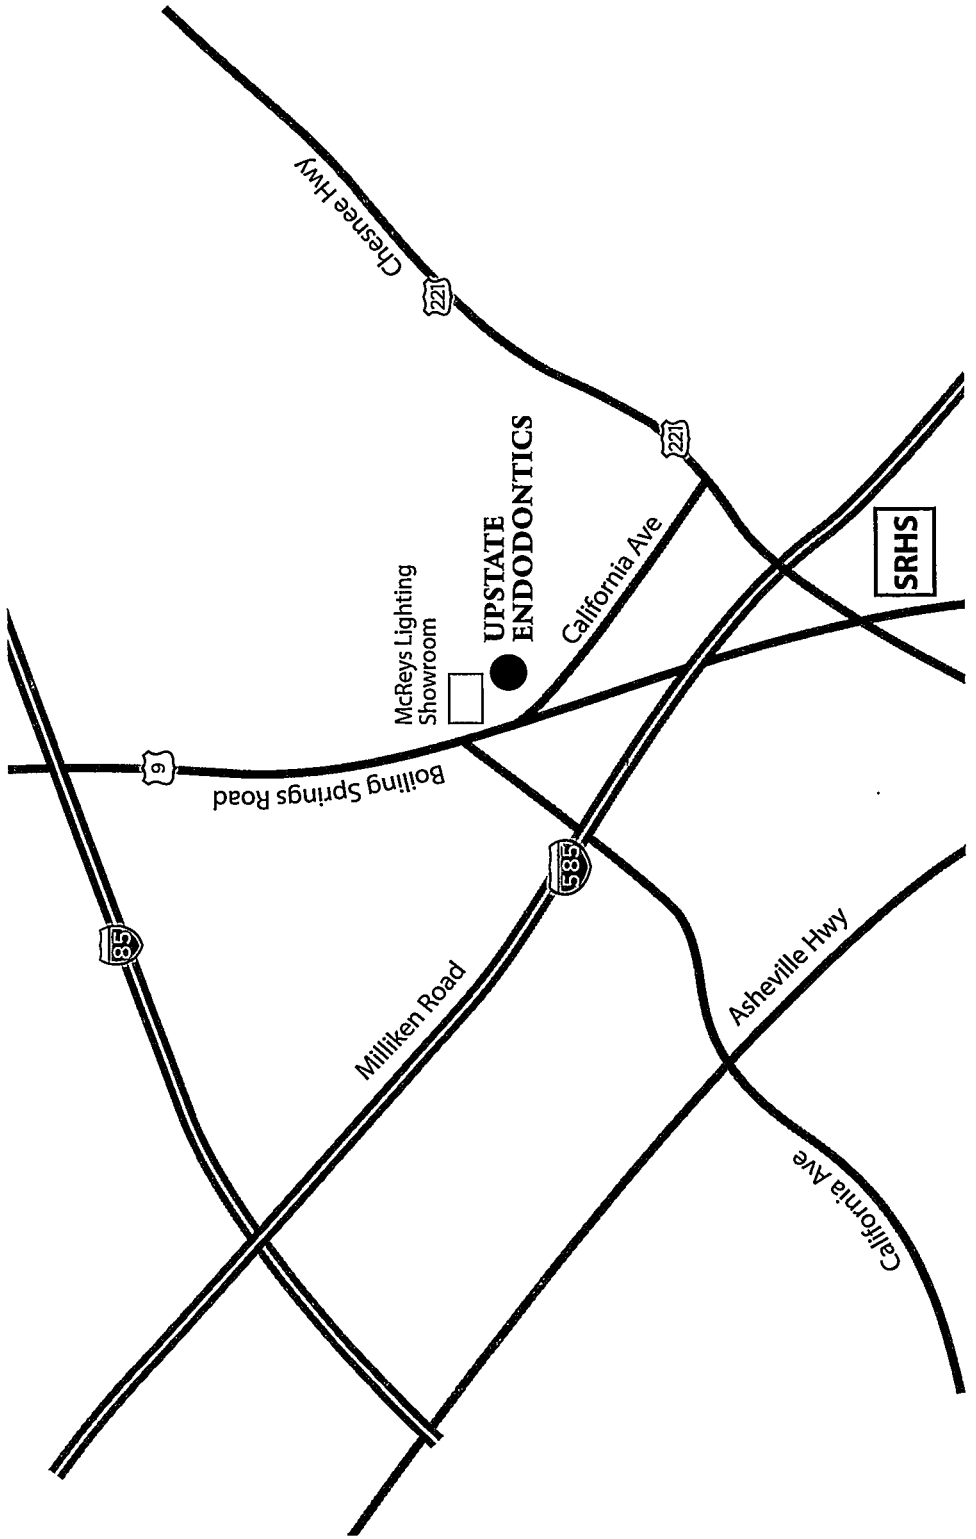 Chesnee Hwy
221
221
UPSTATE
ENDODONTICS
McReys Lighting
Showroom
California Ave
SRHS
9
Boiling Springs Road
585
85
Milliken Road
Asheville Hwy
California Ave